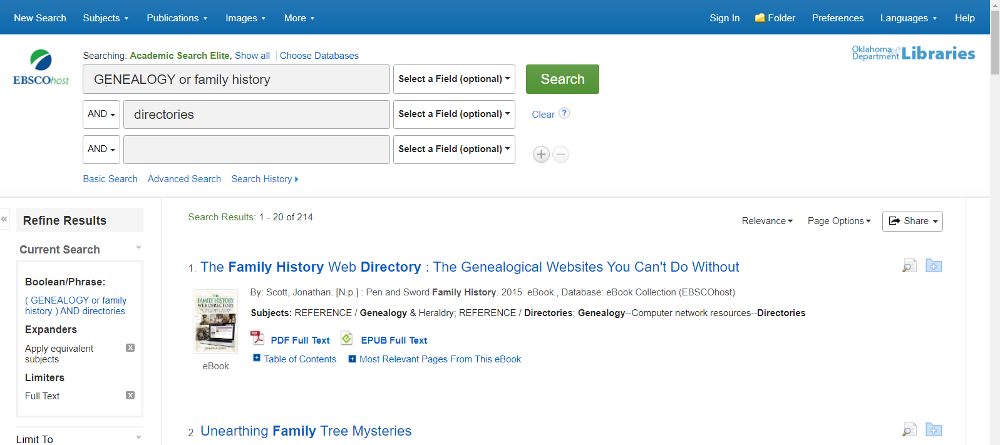 New Search Subjects Publications Images More Sign In Folder Preferences Languages Help
EBSCOhost
Oklahoma Department of Libraries
Searching: Academic Search Elite, Show all Choose Databases
GENEALOGY or family history Select a Field (optional) Search
AND directories Select a Field (optional) Clear ?
AND Select a Field (optional)
Basic Search Advanced Search Search History
«
Refine Results
Current Search
Boolean/Phrase:
( GENEALOGY or family
history ) AND directories
Expanders
Apply equivalent
subjects
Limiters
Full Text
Limit To
Search Results: 1 - 20 of 214
Relevance Page Options Share
1. The Family History Web Directory : The Genealogical Websites You Can't Do Without
By: Scott, Jonathan. [N.p.] : Pen and Sword Family History. 2015. eBook., Database: eBook Collection (EBSCOhost)
Subjects: REFERENCE / Genealogy & Heraldry; REFERENCE / Directories; Genealogy--Computer network resources--Directories
THE
FAMILY HISTORY
WEB DIRECTORY
eBook
PDF Full Text EPUB Full Text
Table of Contents Most Relevant Pages From This eBook
2. Unearthing Family Tree Mysteries